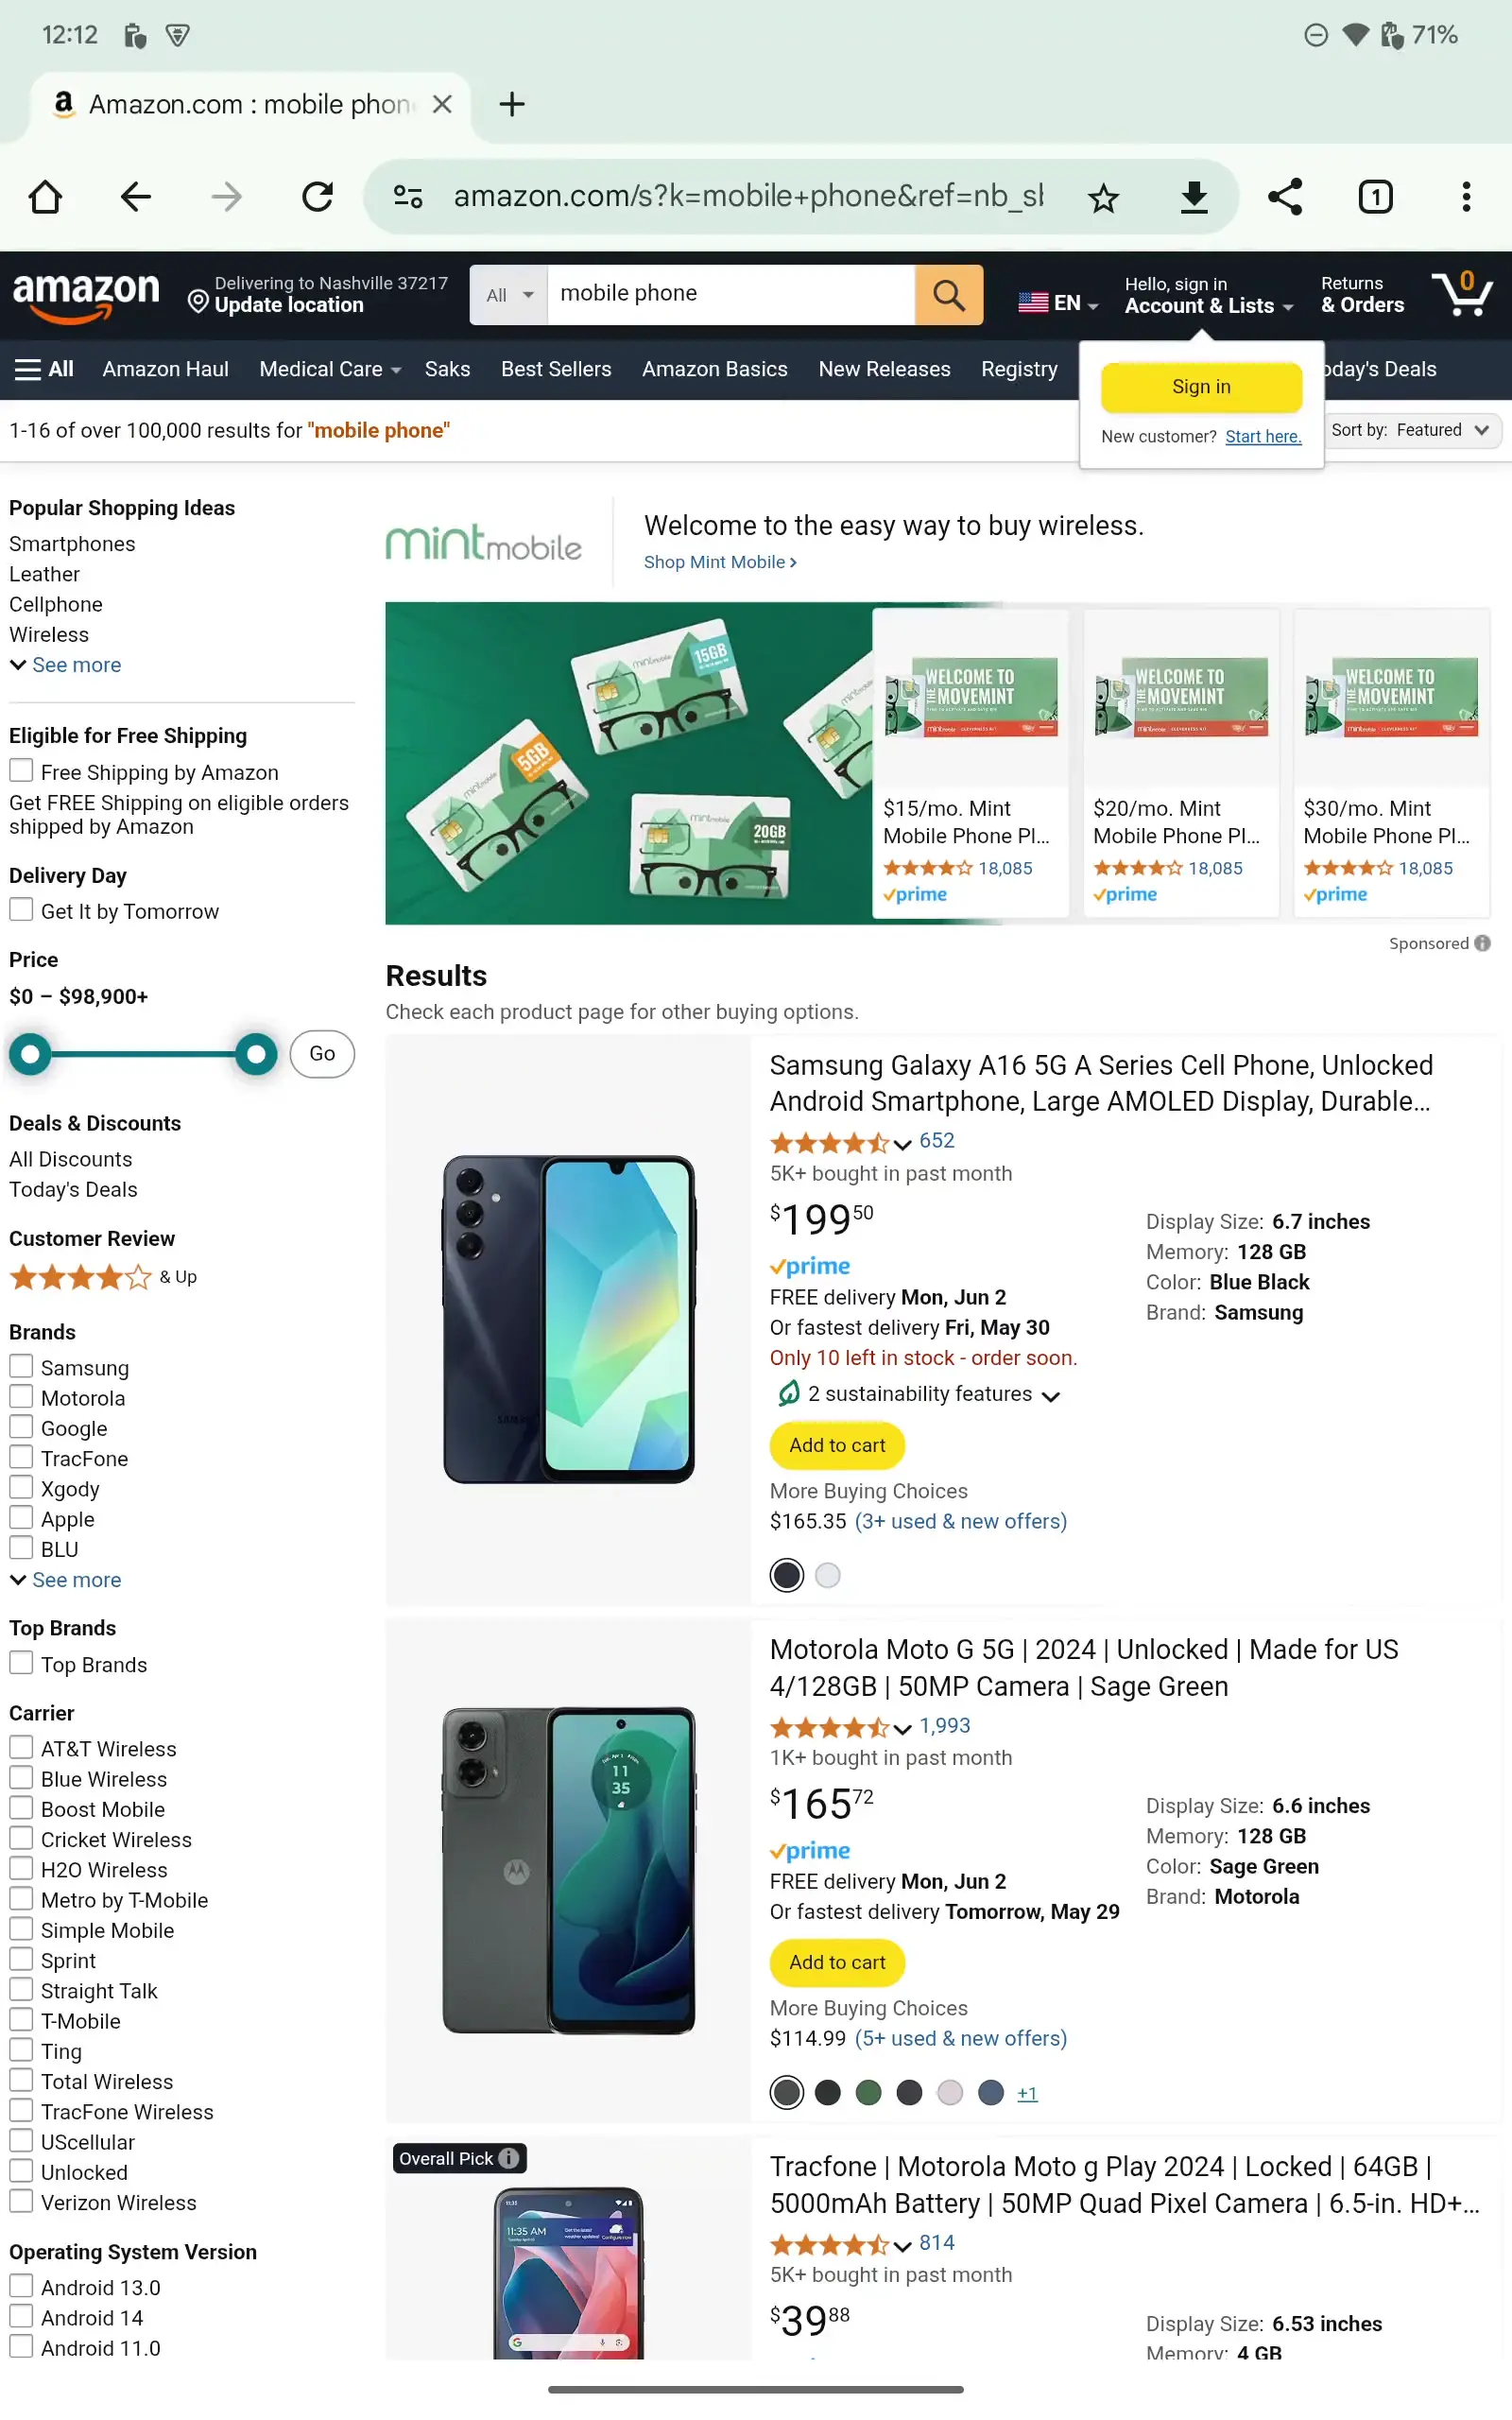 12:12
71%
Amazon.com : mobile phon
amazon.com/s?k=mobile+phone&ref=nb_sb
1
amazon
Delivering to Nashville 37217
Update location
All
mobile phone
EN
Hello, sign in
Account & Lists
Returns
& Orders
0
All
Amazon Haul
Medical Care
Saks
Best Sellers
Amazon Basics
New Releases
Registry
oday's Deals
Sign in
New customer? Start here.
1-16 of over 100,000 results for "mobile phone"
Sort by: Featured
Popular Shopping Ideas
Smartphones
Leather
Cellphone
Wireless
See more
Eligible for Free Shipping
Free Shipping by Amazon
Get FREE Shipping on eligible orders
shipped by Amazon
Delivery Day
Get It by Tomorrow
Price
$0 – $98,900+
Go
Deals & Discounts
All Discounts
Today's Deals
Customer Review
& Up
Brands
Samsung
Motorola
Google
TracFone
Xgody
Apple
BLU
See more
Top Brands
Top Brands
Carrier
AT&T Wireless
Blue Wireless
Boost Mobile
Cricket Wireless
H2O Wireless
Metro by T-Mobile
Simple Mobile
Sprint
Straight Talk
T-Mobile
Ting
Total Wireless
TracFone Wireless
UScellular
Unlocked
Verizon Wireless
Operating System Version
Android 13.0
Android 14
Android 11.0
mintmobile
Welcome to the easy way to buy wireless.
Shop Mint Mobile ›
mintmobile
15GB
mintmobile
5GB
mintmobile
20GB
WELCOME TO
THE MOVEMINT
$15/mo. Mint
Mobile Phone Pl...
18,085
prime
WELCOME TO
THE MOVEMINT
$20/mo. Mint
Mobile Phone Pl...
18,085
prime
WELCOME TO
THE MOVEMINT
$30/mo. Mint
Mobile Phone Pl...
18,085
prime
Sponsored
Results
Check each product page for other buying options.
Samsung Galaxy A16 5G A Series Cell Phone, Unlocked
Android Smartphone, Large AMOLED Display, Durable...
652
5K+ bought in past month
$199 50
prime
FREE delivery Mon, Jun 2
Or fastest delivery Fri, May 30
Only 10 left in stock - order soon.
2 sustainability features
Add to cart
More Buying Choices
$165.35 (3+ used & new offers)
Display Size: 6.7 inches
Memory: 128 GB
Color: Blue Black
Brand: Samsung
Motorola Moto G 5G | 2024 | Unlocked | Made for US
4/128GB | 50MP Camera | Sage Green
1,993
1K+ bought in past month
$165 72
prime
FREE delivery Mon, Jun 2
Or fastest delivery Tomorrow, May 29
Add to cart
More Buying Choices
$114.99 (5+ used & new offers)
+1
Display Size: 6.6 inches
Memory: 128 GB
Color: Sage Green
Brand: Motorola
11
35
Overall Pick
11:35 AM
Tracfone | Motorola Moto g Play 2024 | Locked | 64GB |
5000mAh Battery | 50MP Quad Pixel Camera | 6.5-in. HD+...
814
5K+ bought in past month
$39 88
Display Size: 6.53 inches
Memory: 4 GB